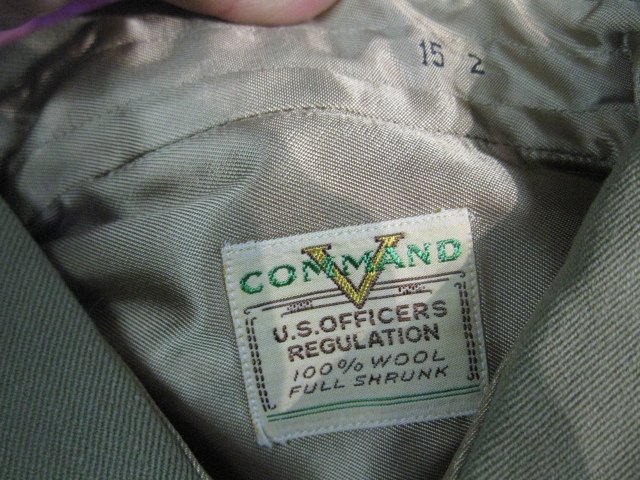 15 2
COMMAND
V
U.S. OFFICERS
REGULATION
100% WOOL
FULL SHRUNK